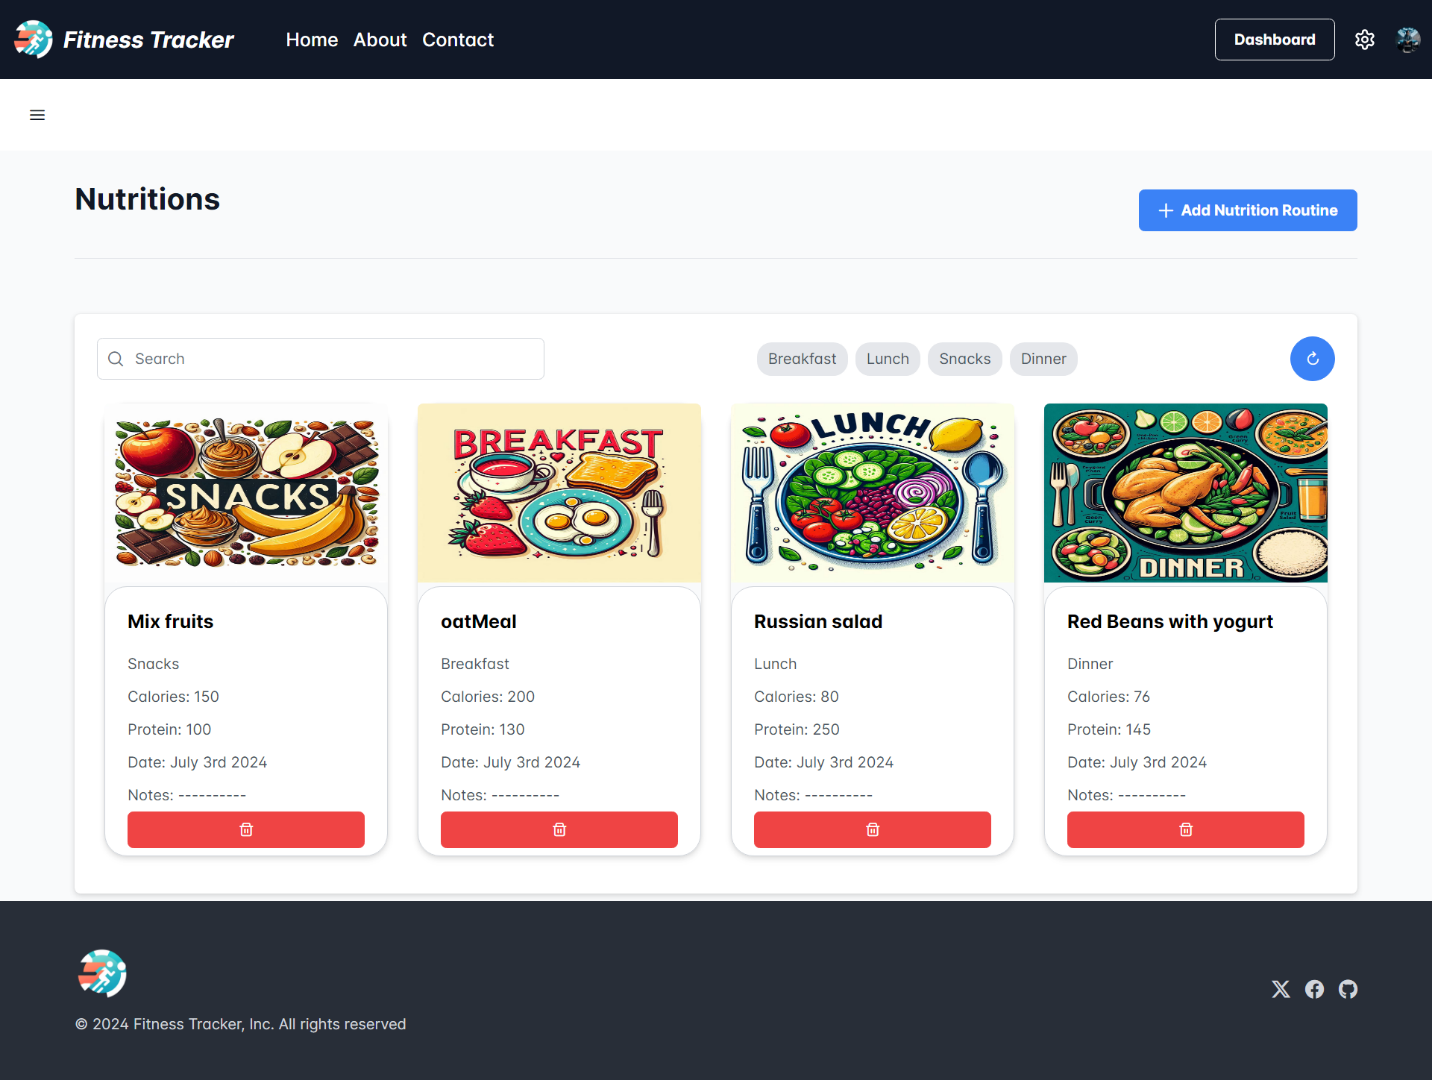 Fitness Tracker
Home
About
Contact
Dashboard
Nutritions
Add Nutrition Routine
Search
Breakfast
Lunch
Snacks
Dinner
SNACKS
BREAKFAST
LUNCH
DINNER
Mix fruits
Snacks
Calories: 150
Protein: 100
Date: July 3rd 2024
Notes: ----------
oatMeal
Breakfast
Calories: 200
Protein: 130
Date: July 3rd 2024
Notes: ----------
Russian salad
Lunch
Calories: 80
Protein: 250
Date: July 3rd 2024
Notes: ----------
Red Beans with yogurt
Dinner
Calories: 76
Protein: 145
Date: July 3rd 2024
Notes: ----------
© 2024 Fitness Tracker, Inc. All rights reserved